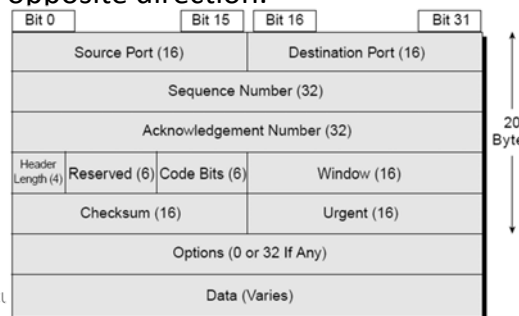 opposite direction.
Bit 0 Bit 15 Bit 16 Bit 31
Source Port (16) Destination Port (16)
Sequence Number (32)
Acknowledgement Number (32)
20
Header
Length (4) Reserved (6) Code Bits (6) Window (16)
Checksum (16) Urgent (16)
Options (0 or 32 If Any)
Data (Varies)